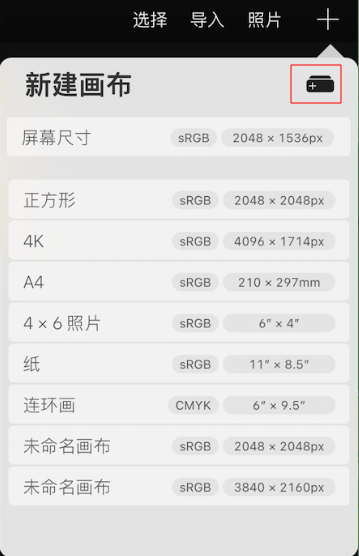 选择 导入 照片
新建画布
屏幕尺寸 sRGB 2048 × 1536px
正方形 sRGB 2048 × 2048px
4K sRGB 4096 × 1714px
A4 sRGB 210 × 297mm
4 × 6 照片 sRGB 6″ × 4″
纸 sRGB 11″ × 8.5″
连环画 CMYK 6″ × 9.5″
未命名画布 sRGB 2048 × 2048px
未命名画布 sRGB 3840 × 2160px